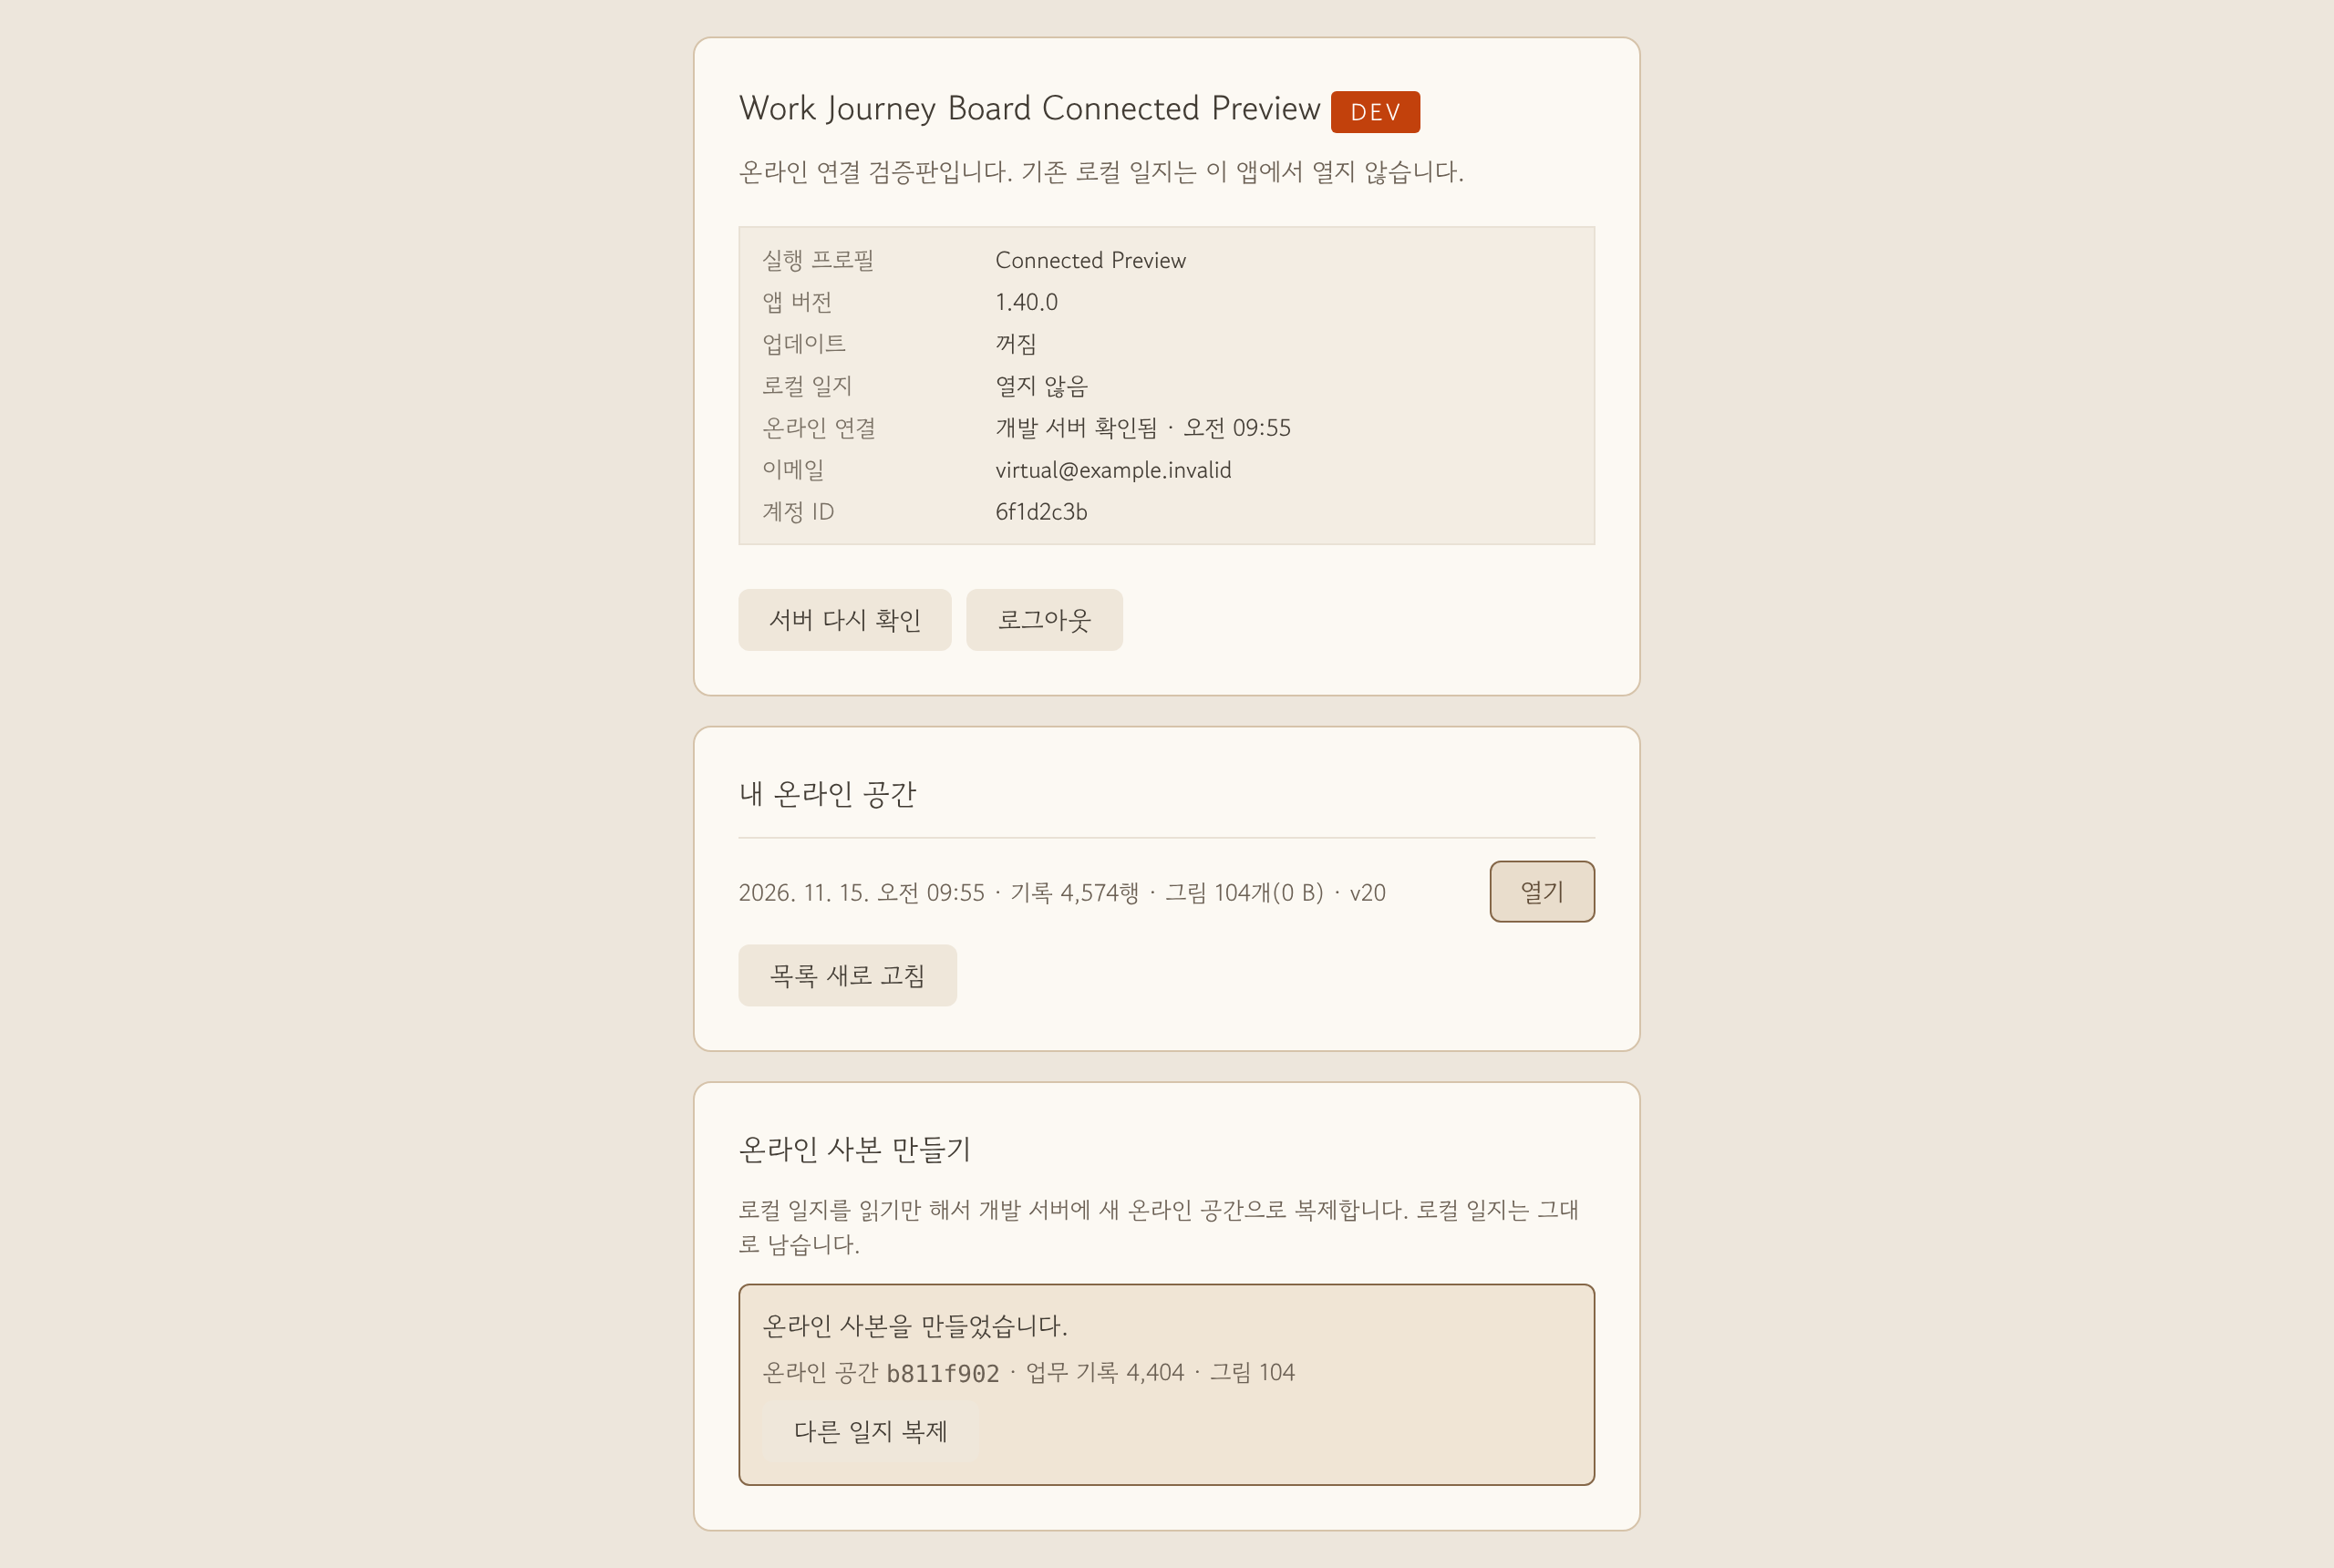 Work Journey Board Connected Preview DEV
온라인 연결 검증판입니다. 기존 로컬 일지는 이 앱에서 열지 않습니다.
실행 프로필 Connected Preview
앱 버전 1.40.0
업데이트 꺼짐
로컬 일지 열지 않음
온라인 연결 개발 서버 확인됨 · 오전 09:55
이메일 virtual@example.invalid
계정 ID 6f1d2c3b
서버 다시 확인 로그아웃
내 온라인 공간
2026. 11. 15. 오전 09:55 · 기록 4,574행 · 그림 104개(0 B) · v20 열기
목록 새로 고침
온라인 사본 만들기
로컬 일지를 읽기만 해서 개발 서버에 새 온라인 공간으로 복제합니다. 로컬 일지는 그대
로 남습니다.
온라인 사본을 만들었습니다.
온라인 공간 b811f902 · 업무 기록 4,404 · 그림 104
다른 일지 복제